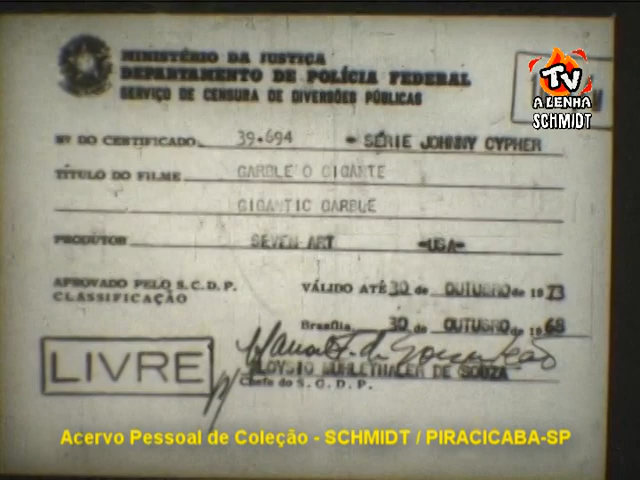 MINISTÉRIO DA JUSTIÇA
DEPARTAMENTO DE POLÍCIA FEDERAL
SERVIÇO DE CENSURA DE DIVERSÕES PÚBLICAS
TV
A LENHA
SCHMIDT
Nº DO CERTIFICADO 39.694 - SÉRIE JOHNNY CYPHER
TÍTULO DO FILME GARBLE O GIGANTE
GIGANTIC GARBLE
PRODUTOR SEVEN ART -USA-
APROVADO PELO S.C.D.P. VÁLIDO ATÉ 30 de OUTUBRO de 1973
CLASSIFICAÇÃO
Brasília, 30 de OUTUBRO de 1968
LIVRE
DE SOUZA
Chefe do S.C.D.P.
Acervo Pessoal de Coleção - SCHMIDT / PIRACICABA-SP